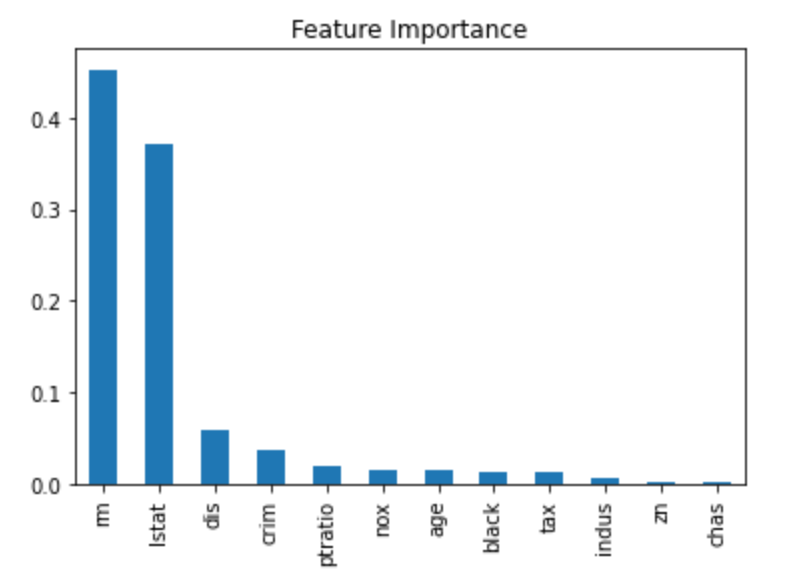 Feature Importance
0.4
0.3
0.2
0.1
0.0
rm
lstat
dis
crim
ptratio
nox
age
black
tax
indus
zn
chas